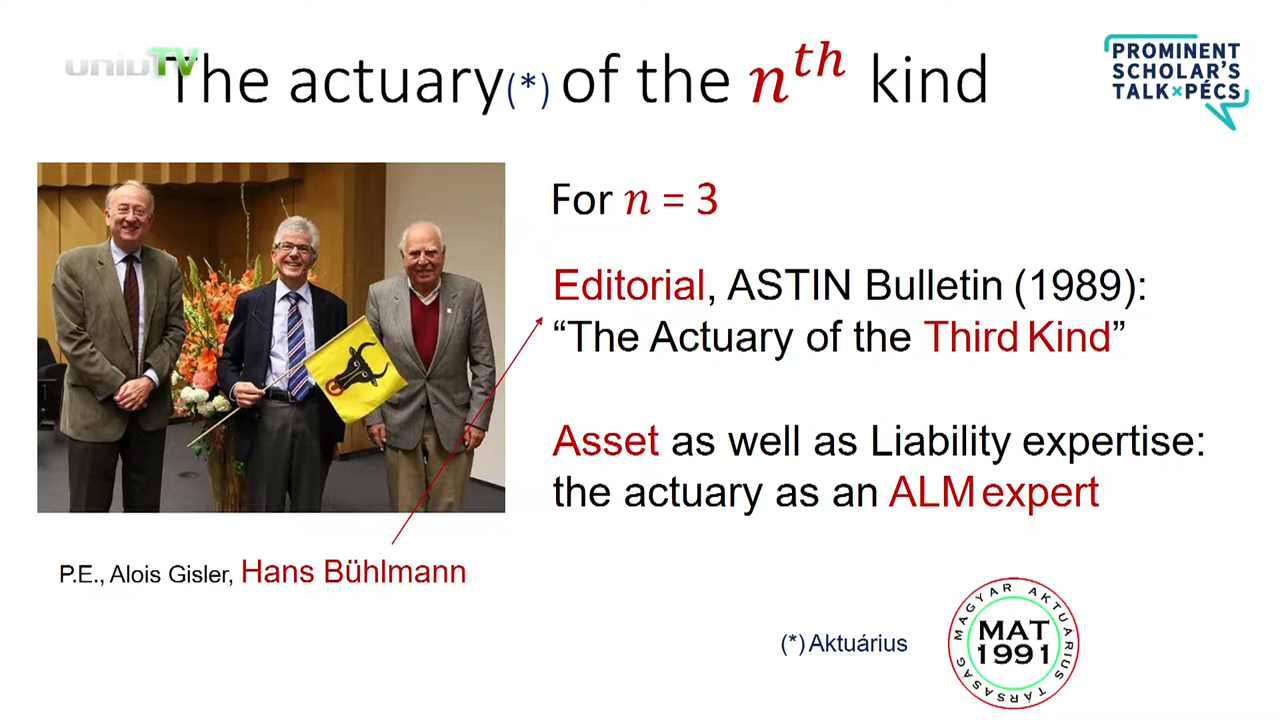 univTV
The actuary(*) of the nth kind
PROMINENT
SCHOLAR'S
TALK×PÉCS
For n = 3
Editorial, ASTIN Bulletin (1989):
“The Actuary of the Third Kind”
Asset as well as Liability expertise:
the actuary as an ALM expert
P.E., Alois Gisler, Hans Bühlmann
(*) Aktuárius
MAGYAR AKTUÁRIUS TÁRSASÁG
MAT
1991